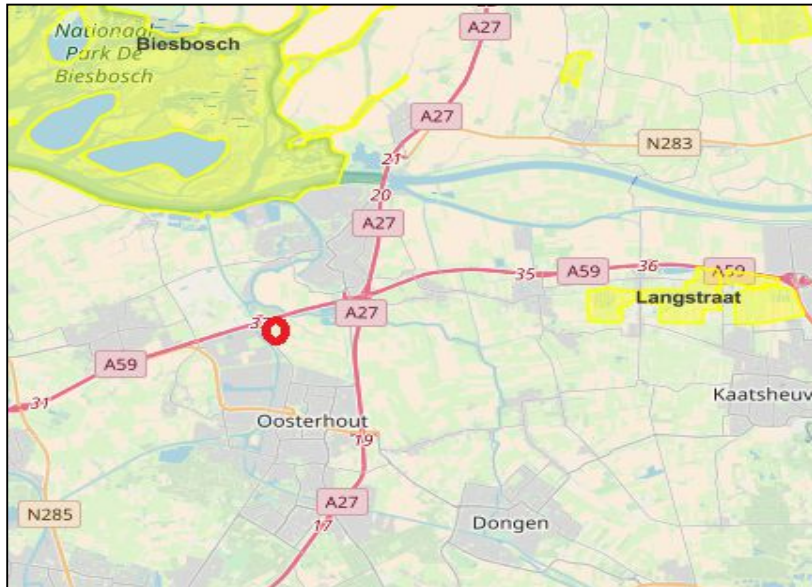 A27
Nationaal
Park De
Biesbosch
Biesbosch
A27
N283
21
20
A27
35
A59
36
A59
Langstraat
A27
A59
31
Kaatsheuv
Oosterhout
19
A27
N285
17
Dongen